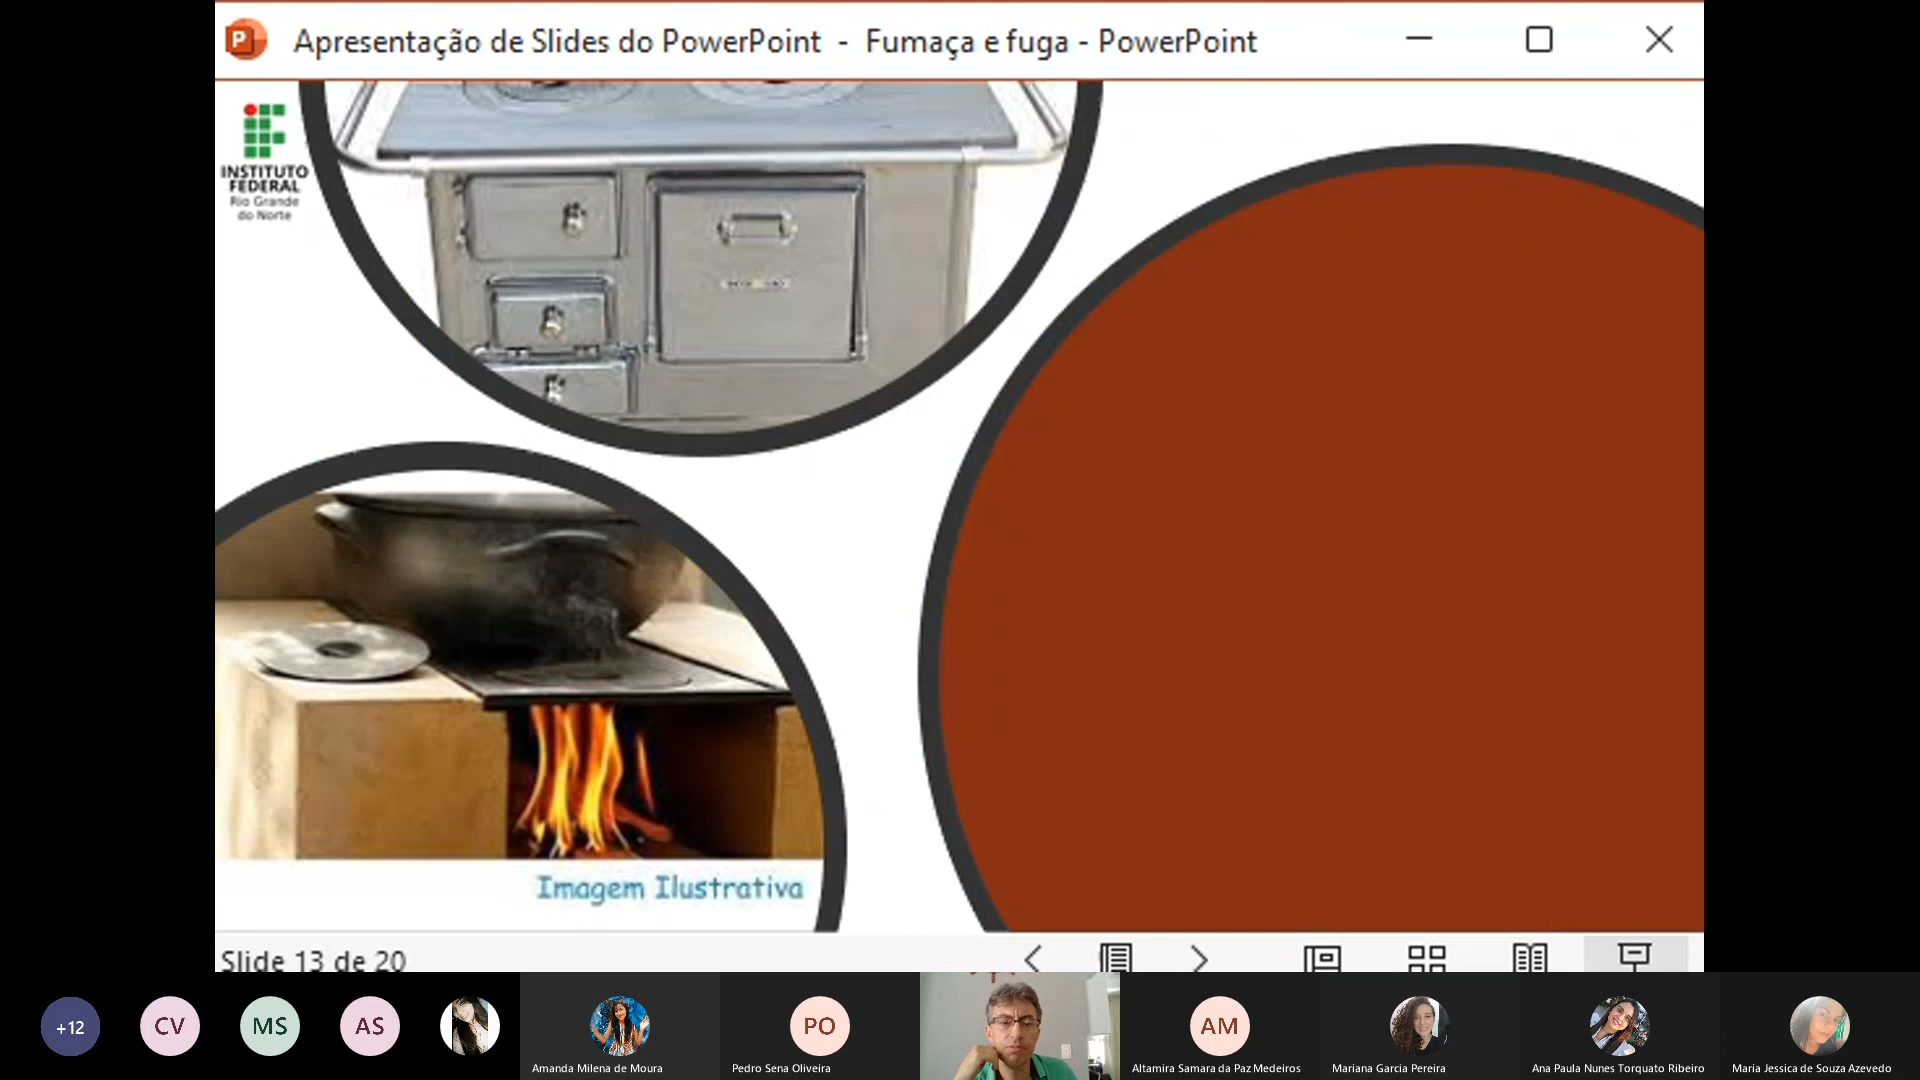 Apresentação de Slides do PowerPoint - Fumaça e fuga - PowerPoint
INSTITUTO
FEDERAL
Rio Grande
do Norte
Imagem Ilustrativa
Slide 13 de 20
+12
CV
MS
AS
PO
AM
Amanda Milena de Moura
Pedro Sena Oliveira
Altamira Samara da Paz Medeiros
Mariana Garcia Pereira
Ana Paula Nunes Torquato Ribeiro
Maria Jessica de Souza Azevedo